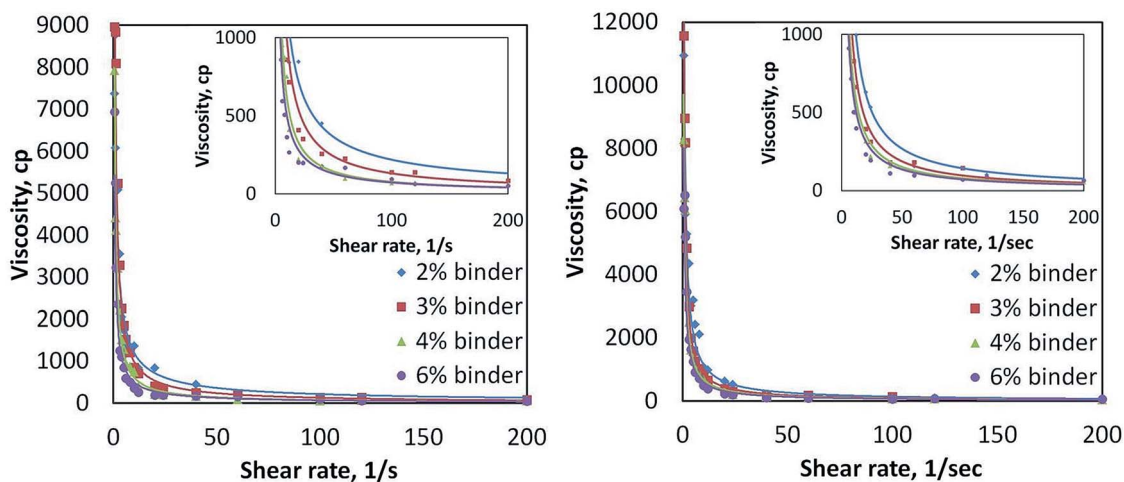 9000
8000
7000
6000
5000
4000
3000
2000
1000
0
Viscosity, cp
0 50 100 150 200
Shear rate, 1/s
1000
500
0
Viscosity, cp
0 100 200
Shear rate, 1/s
2% binder
3% binder
4% binder
6% binder
12000
10000
8000
6000
4000
2000
0
Viscosity, cp
0 50 100 150 200
Shear rate, 1/sec
1000
500
0
Viscosity, cp
0 50 100 150 200
Shear rate, 1/sec
2% binder
3% binder
4% binder
6% binder